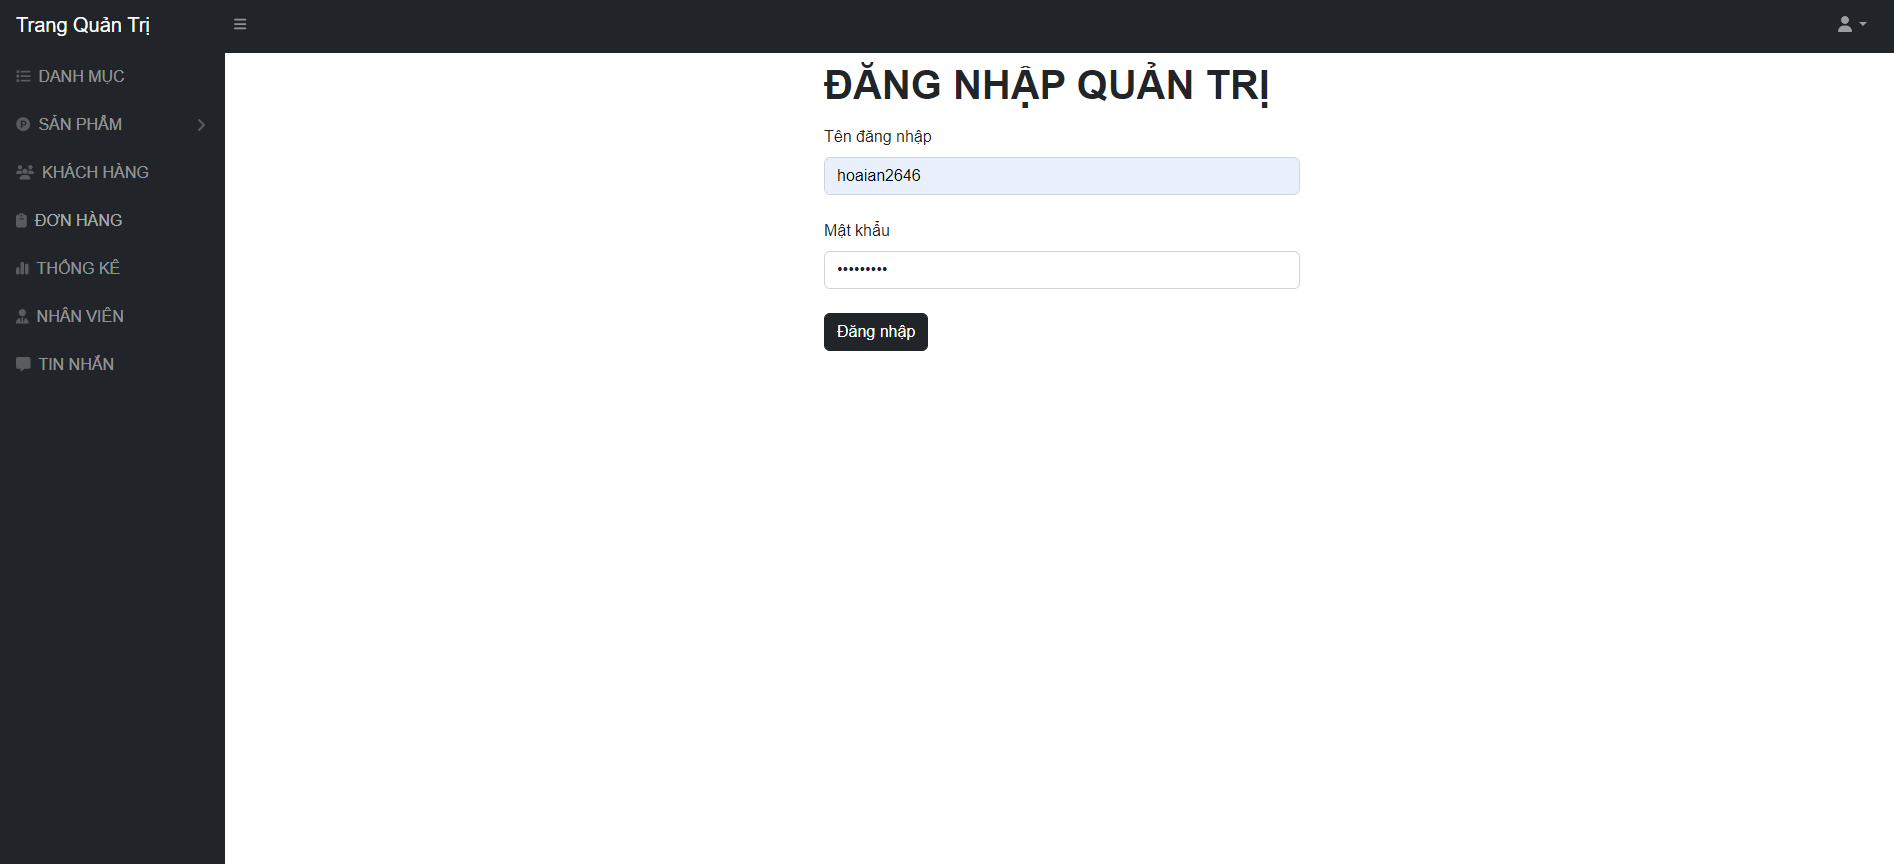 Trang Quản Trị
DANH MỤC
SẢN PHẨM
KHÁCH HÀNG
ĐƠN HÀNG
THỐNG KÊ
NHÂN VIÊN
TIN NHẮN
ĐĂNG NHẬP QUẢN TRỊ
Tên đăng nhập
hoaian2646
Mật khẩu
•••••••••
Đăng nhập